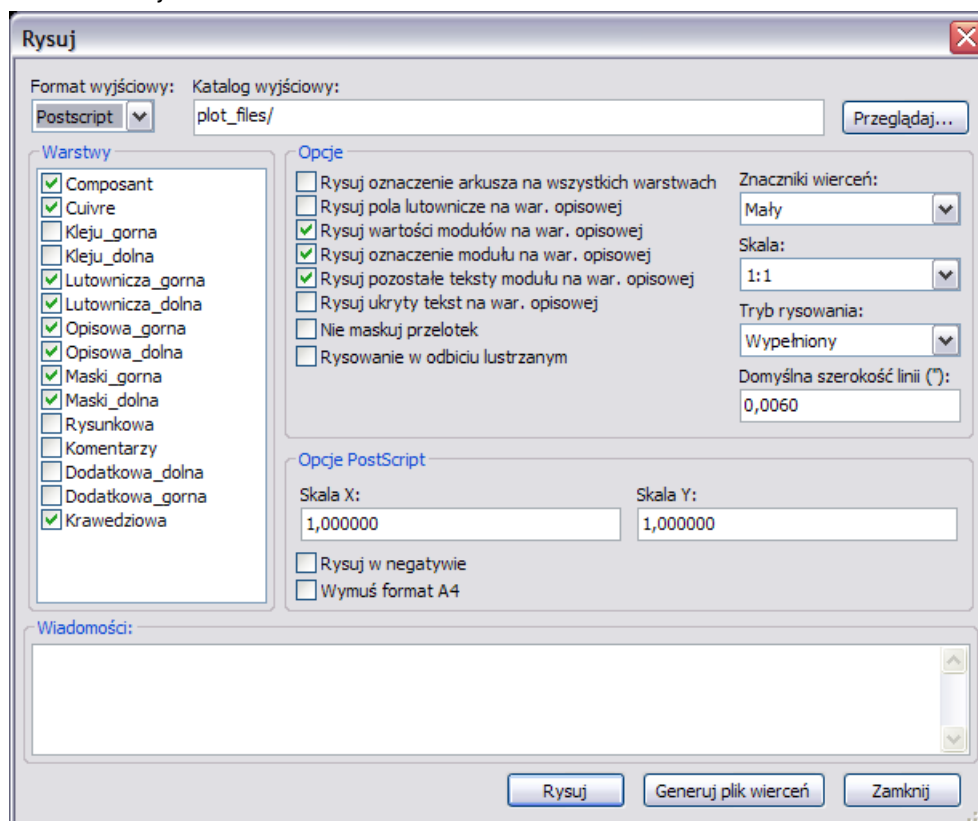 Rysuj
Format wyjściowy: Katalog wyjściowy:
Postscript plot_files/ Przeglądaj...
Warstwy
Composant
Cuivre
Kleju_gorna
Kleju_dolna
Lutownicza_gorna
Lutownicza_dolna
Opisowa_gorna
Opisowa_dolna
Maski_gorna
Maski_dolna
Rysunkowa
Komentarzy
Dodatkowa_dolna
Dodatkowa_gorna
Krawedziowa
Opcje
Rysuj oznaczenie arkusza na wszystkich warstwach
Rysuj pola lutownicze na war. opisowej
Rysuj wartości modułów na war. opisowej
Rysuj oznaczenie modułu na war. opisowej
Rysuj pozostałe teksty modułu na war. opisowej
Rysuj ukryty tekst na war. opisowej
Nie maskuj przelotek
Rysowanie w odbiciu lustrzanym
Znaczniki wierceń:
Mały
Skala:
1:1
Tryb rysowania:
Wypełniony
Domyślna szerokość linii ("):
0,0060
Opcje PostScript
Skala X: Skala Y:
1,000000 1,000000
Rysuj w negatywie
Wymuś format A4
Wiadomości:
Rysuj Generuj plik wierceń Zamknij